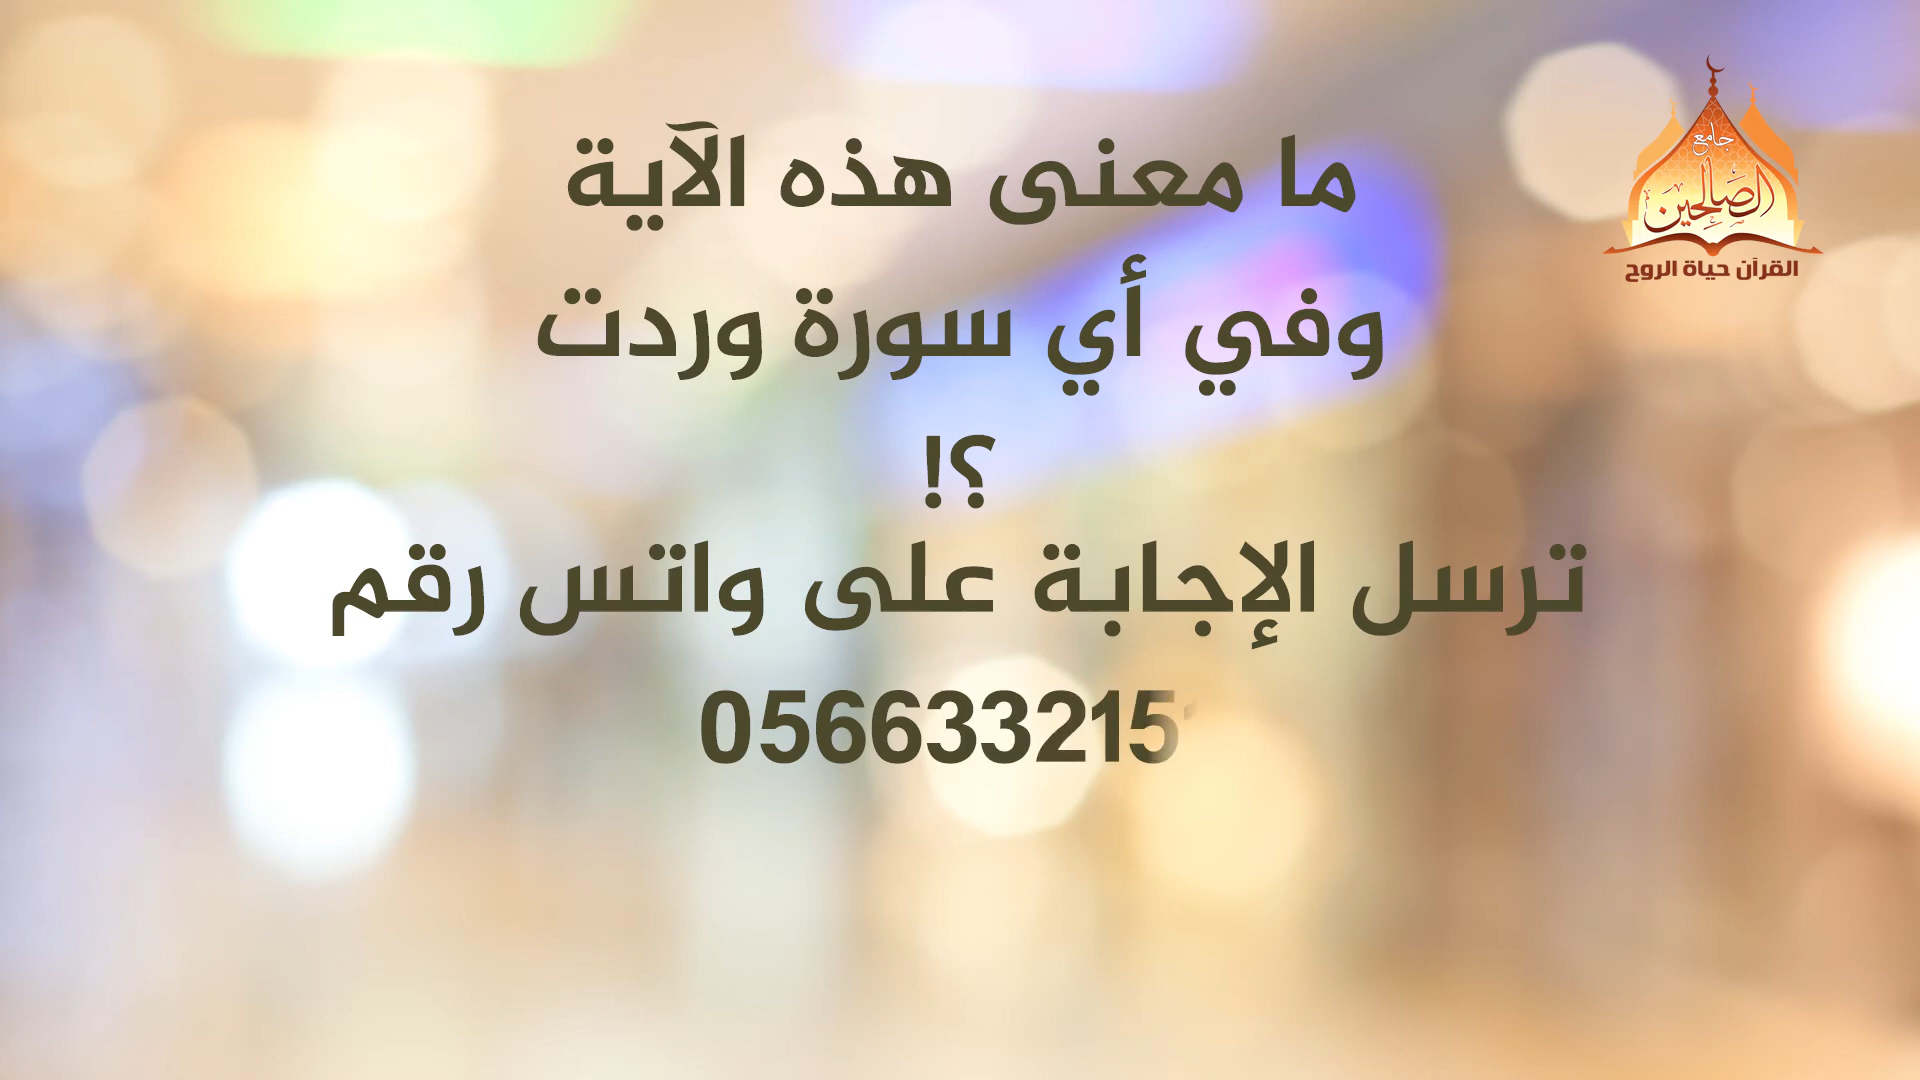 ما معنى هذه الآية
وفي أي سورة وردت
؟!
ترسل الإجابة على واتس رقم
056633215
جامع
الصالحين
القرآن حياة الروح